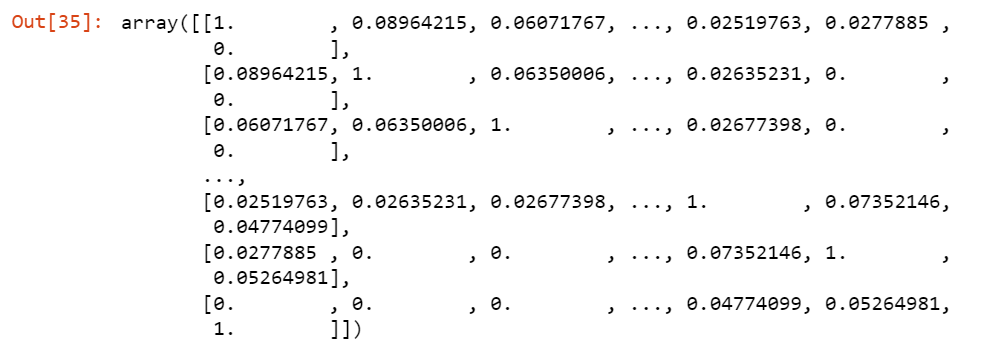 Out[35]: array([[1.        , 0.08964215, 0.06071767, ..., 0.02519763, 0.0277885 ,
        0.        ],
       [0.08964215, 1.        , 0.06350006, ..., 0.02635231, 0.        ,
        0.        ],
       [0.06071767, 0.06350006, 1.        , ..., 0.02677398, 0.        ,
        0.        ],
       ...,
       [0.02519763, 0.02635231, 0.02677398, ..., 1.        , 0.07352146,
        0.04774099],
       [0.0277885 , 0.        , 0.        , ..., 0.07352146, 1.        ,
        0.05264981],
       [0.        , 0.        , 0.        , ..., 0.04774099, 0.05264981,
        1.        ]])